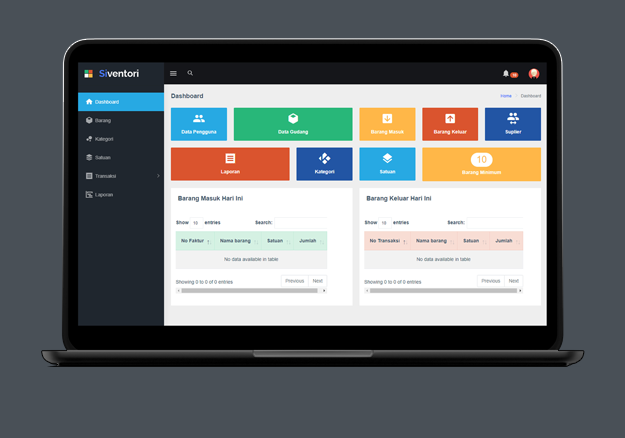 Siventori
Dashboard
Barang
Kategori
Satuan
Transaksi
Laporan
Dashboard
Home
Dashboard
Data Pengguna
Data Gudang
Barang Masuk
Barang Keluar
Suplier
Laporan
Kategori
Satuan
10
Barang Minimum
Barang Masuk Hari Ini
Show 10 entries Search:
No Faktur Nama barang Satuan Jumlah
No data available in table
Showing 0 to 0 of 0 entries
Previous Next
Barang Keluar Hari Ini
Show 10 entries Search:
No Transaksi Nama barang Satuan Jumlah
No data available in table
Showing 0 to 0 of 0 entries
Previous Next